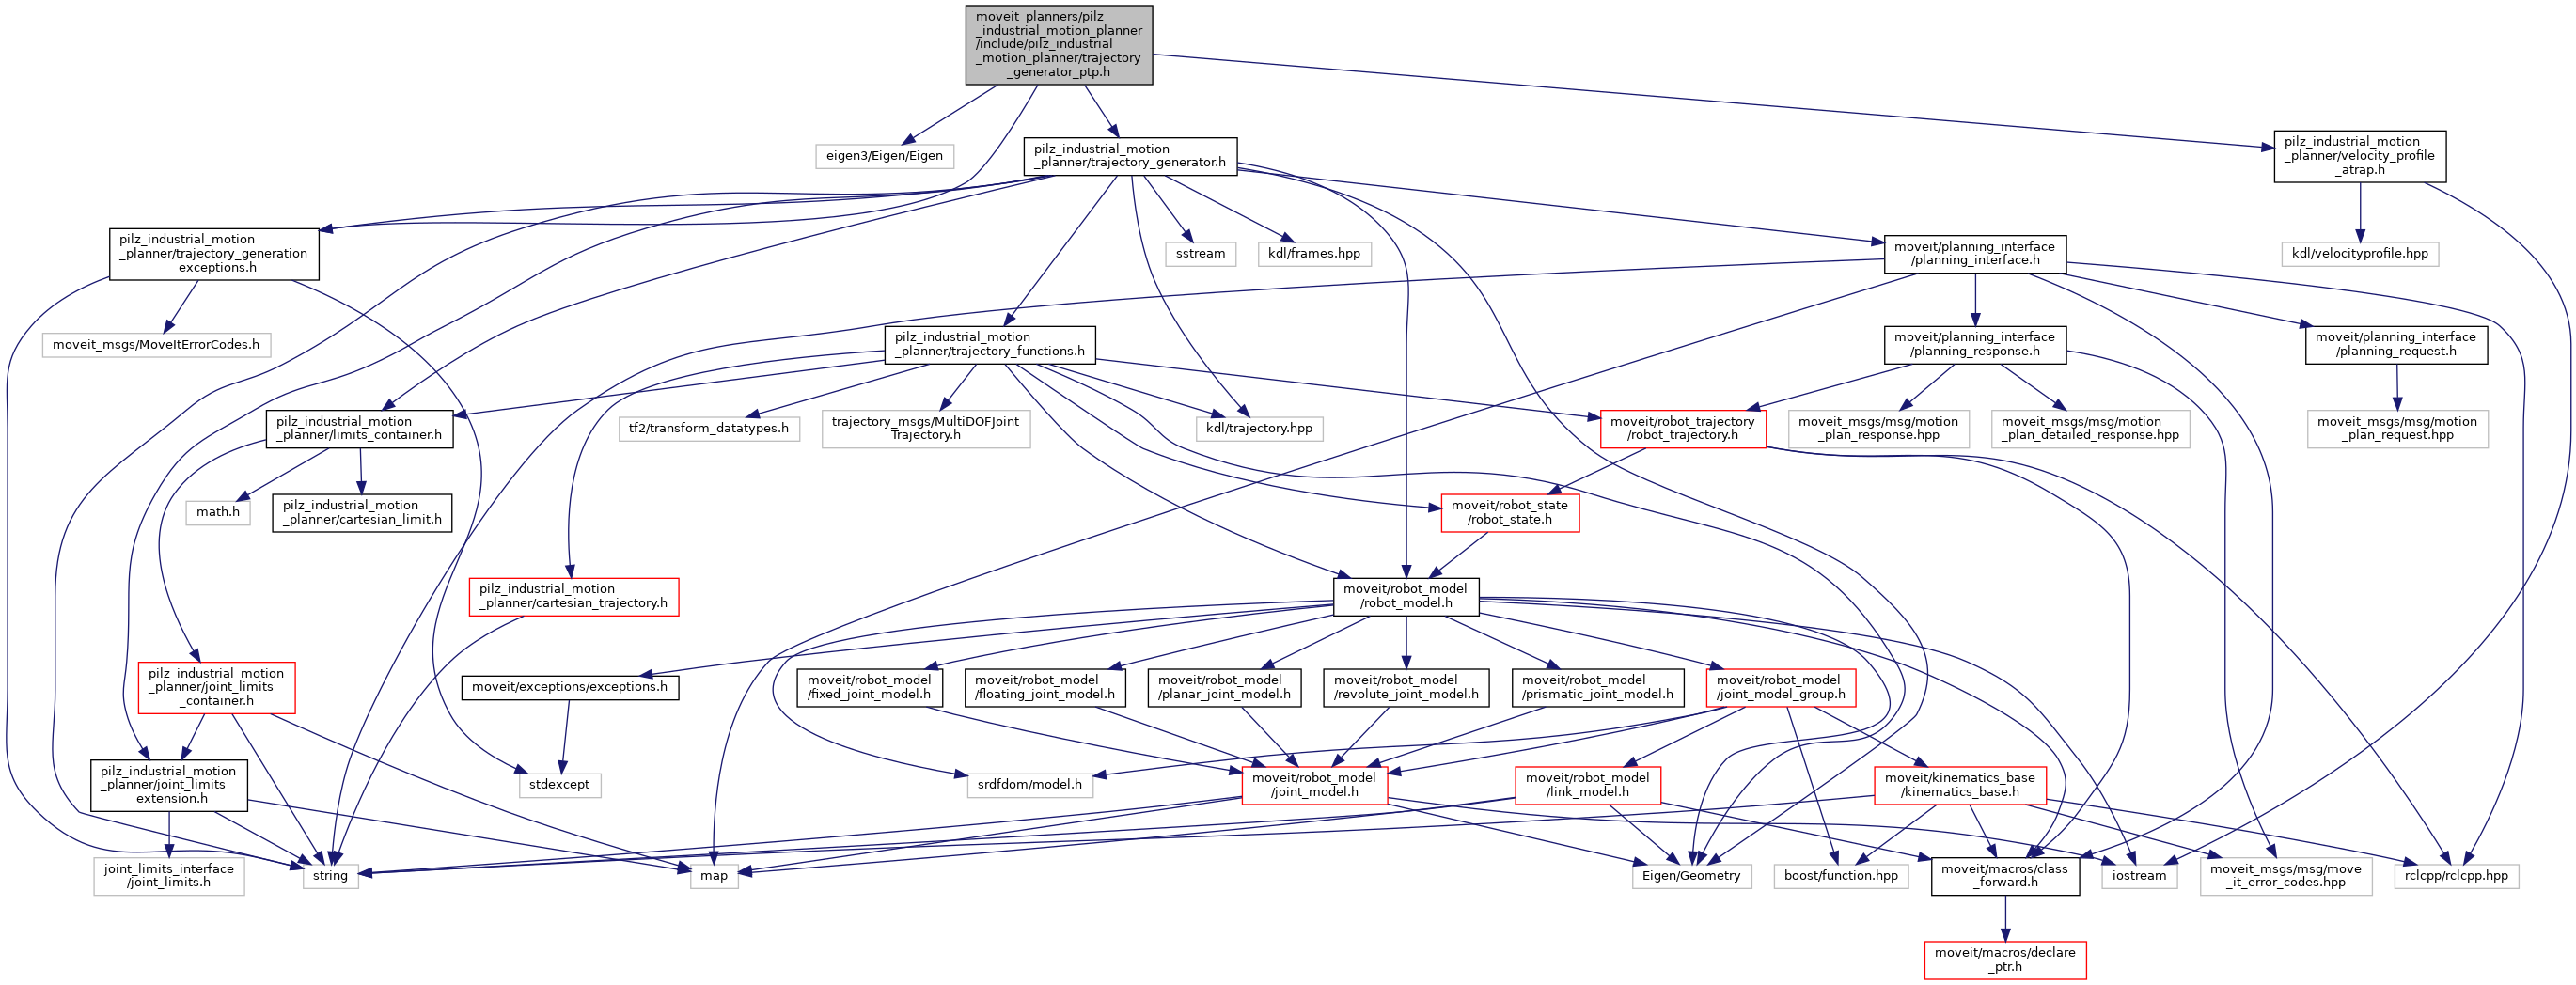 moveit_planners/pilz
_industrial_motion_planner
/include/pilz_industrial
_motion_planner/trajectory
_generator_ptp.h
eigen3/Eigen/Eigen
pilz_industrial_motion
_planner/trajectory_generator.h
pilz_industrial_motion
_planner/velocity_profile
_atrap.h
pilz_industrial_motion
_planner/trajectory_generation
_exceptions.h
sstream
kdl/frames.hpp
moveit/planning_interface
/planning_interface.h
kdl/velocityprofile.hpp
moveit_msgs/MoveItErrorCodes.h
pilz_industrial_motion
_planner/trajectory_functions.h
moveit/planning_interface
/planning_response.h
moveit/planning_interface
/planning_request.h
pilz_industrial_motion
_planner/limits_container.h
tf2/transform_datatypes.h
trajectory_msgs/MultiDOFJoint
Trajectory.h
kdl/trajectory.hpp
moveit/robot_trajectory
/robot_trajectory.h
moveit_msgs/msg/motion
_plan_response.hpp
moveit_msgs/msg/motion
_plan_detailed_response.hpp
moveit_msgs/msg/motion
_plan_request.hpp
math.h
pilz_industrial_motion
_planner/cartesian_limit.h
moveit/robot_state
/robot_state.h
pilz_industrial_motion
_planner/cartesian_trajectory.h
moveit/robot_model
/robot_model.h
pilz_industrial_motion
_planner/joint_limits
_container.h
moveit/exceptions/exceptions.h
moveit/robot_model
/fixed_joint_model.h
moveit/robot_model
/floating_joint_model.h
moveit/robot_model
/planar_joint_model.h
moveit/robot_model
/revolute_joint_model.h
moveit/robot_model
/prismatic_joint_model.h
moveit/robot_model
/joint_model_group.h
pilz_industrial_motion
_planner/joint_limits
_extension.h
stdexcept
srdfdom/model.h
moveit/robot_model
/joint_model.h
moveit/robot_model
/link_model.h
moveit/kinematics_base
/kinematics_base.h
joint_limits_interface
/joint_limits.h
string
map
Eigen/Geometry
boost/function.hpp
moveit/macros/class
_forward.h
iostream
moveit_msgs/msg/move
_it_error_codes.hpp
rclcpp/rclcpp.hpp
moveit/macros/declare
_ptr.h